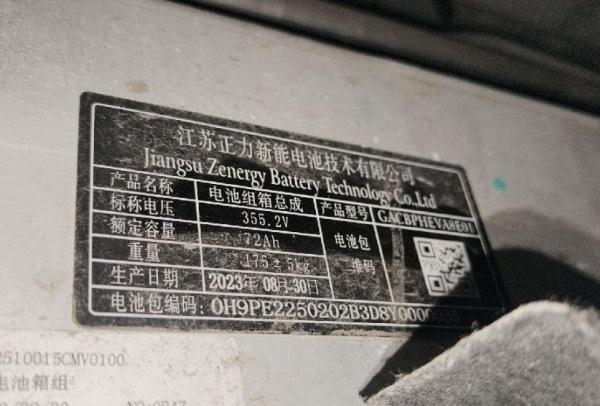 江苏正力新能电池技术有限公司
Jiangsu Zenergy Battery Technology Co.,Ltd
产品名称 电池组箱总成 产品型号 GACBPHEVA8E01
标称电压 355.2V
额定容量 72Ah 电池包
重量 175±5kg 维码
生产日期 2023年08月30日
电池包编码:
2510015CMV0100
电池箱组